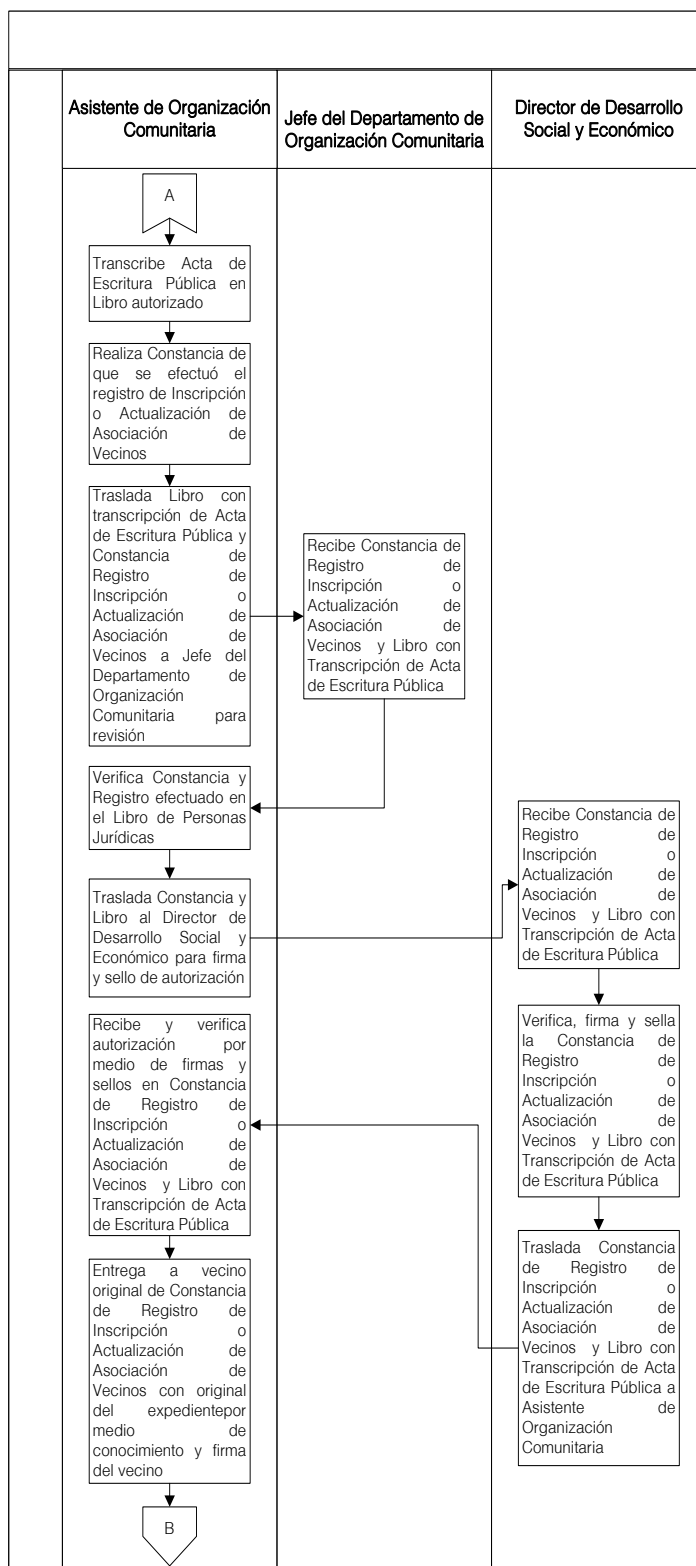 Asistente de Organización
Comunitaria
Jefe del Departamento de
Organización Comunitaria
Director de Desarrollo
Social y Económico
A
Transcribe Acta de
Escritura Pública en
Libro autorizado
Realiza Constancia de
que se efectuó el
registro de Inscripción
o Actualización de
Asociación de
Vecinos
Traslada Libro con
transcripción de Acta
de Escritura Pública y
Constancia de
Registro de
Inscripción o
Actualización de
Asociación de
Vecinos a Jefe del
Departamento de
Organización
Comunitaria para
revisión
Recibe Constancia de
Registro de
Inscripción o
Actualización de
Asociación de
Vecinos y Libro con
Transcripción de Acta
de Escritura Pública
Verifica Constancia y
Registro efectuado en
el Libro de Personas
Jurídicas
Traslada Constancia y
Libro al Director de
Desarrollo Social y
Económico para firma
y sello de autorización
Recibe Constancia de
Registro de
Inscripción o
Actualización de
Asociación de
Vecinos y Libro con
Transcripción de Acta
de Escritura Pública
Verifica, firma y sella
la Constancia de
Registro de
Inscripción o
Actualización de
Asociación de
Vecinos y Libro con
Transcripción de Acta
de Escritura Pública
Traslada Constancia
de Registro de
Inscripción o
Actualización de
Asociación de
Vecinos y Libro con
Transcripción de Acta
de Escritura Pública a
Asistente de
Organización
Comunitaria
Recibe y verifica
autorización por
medio de firmas y
sellos en Constancia
de Registro de
Inscripción o
Actualización de
Asociación de
Vecinos y Libro con
Transcripción de Acta
de Escritura Pública
Entrega a vecino
original de Constancia
de Registro de
Inscripción o
Actualización de
Asociación de
Vecinos con original
del expedientepor
medio de
conocimiento y firma
del vecino
B